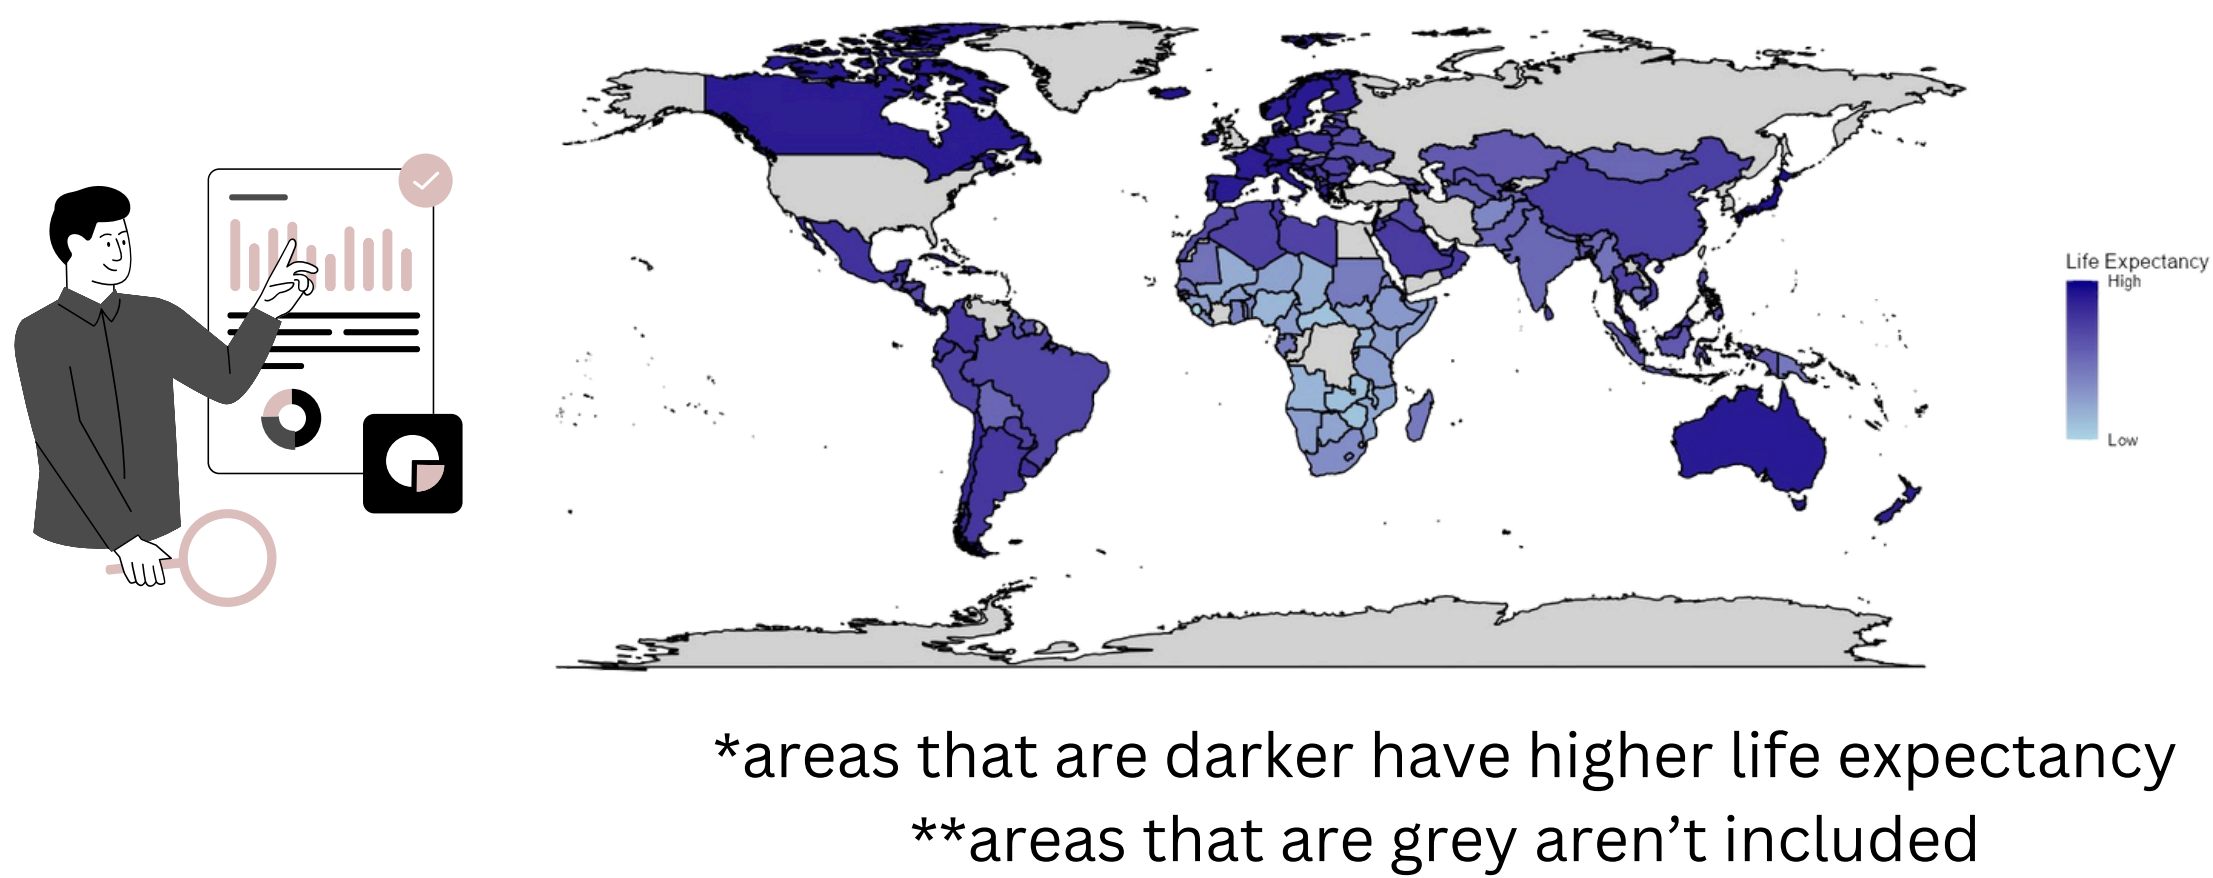 Life Expectancy
High
Low
*areas that are darker have higher life expectancy
**areas that are grey aren’t included